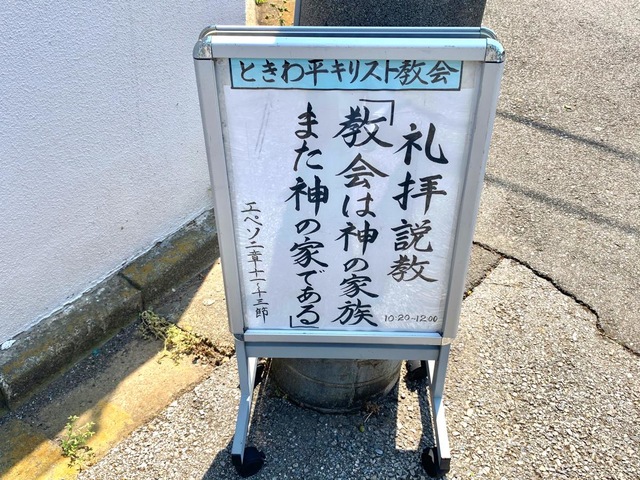 ときわ平キリスト教会
礼拝説教
10:20~12:00
「教会は神の家族
また神の家である」
エペソ二章十一~十三節